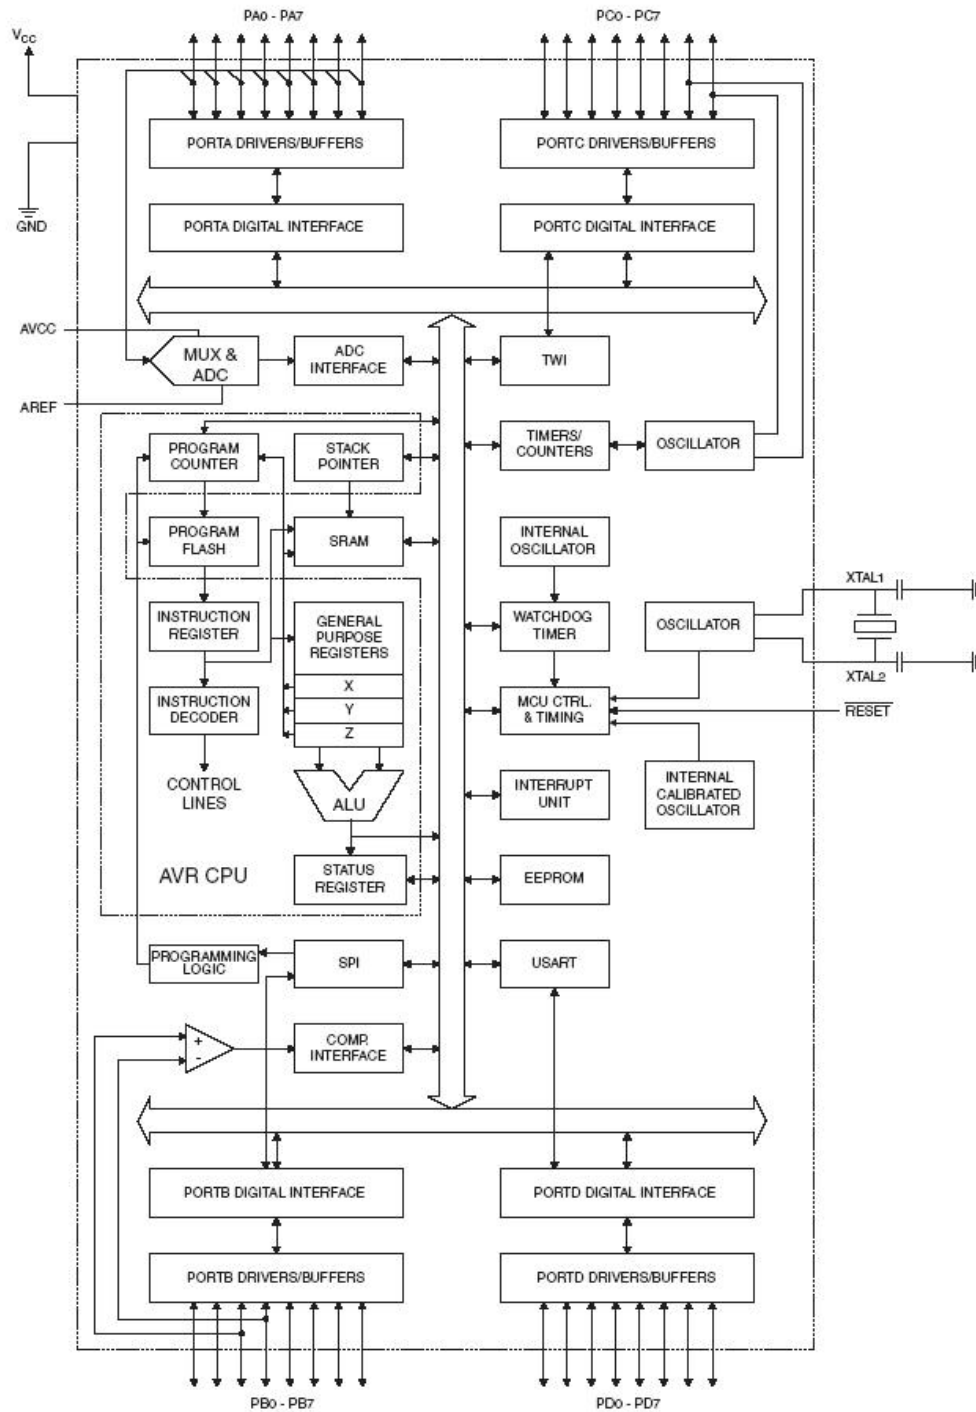 PA0 - PA7
PC0 - PC7
VCC
PORTA DRIVERS/BUFFERS
PORTC DRIVERS/BUFFERS
GND
PORTA DIGITAL INTERFACE
PORTC DIGITAL INTERFACE
AVCC
MUX &
ADC
ADC
INTERFACE
TWI
AREF
PROGRAM
COUNTER
STACK
POINTER
TIMERS/
COUNTERS
OSCILLATOR
PROGRAM
FLASH
SRAM
INTERNAL
OSCILLATOR
XTAL1
INSTRUCTION
REGISTER
GENERAL
PURPOSE
REGISTERS
WATCHDOG
TIMER
OSCILLATOR
XTAL2
X
INSTRUCTION
DECODER
Y
Z
MCU CTRL.
& TIMING
RESET
CONTROL
LINES
ALU
INTERRUPT
UNIT
INTERNAL
CALIBRATED
OSCILLATOR
AVR CPU
STATUS
REGISTER
EEPROM
PROGRAMMING
LOGIC
SPI
USART
+
-
COMP.
INTERFACE
PORTB DIGITAL INTERFACE
PORTD DIGITAL INTERFACE
PORTB DRIVERS/BUFFERS
PORTD DRIVERS/BUFFERS
PB0 - PB7
PD0 - PD7